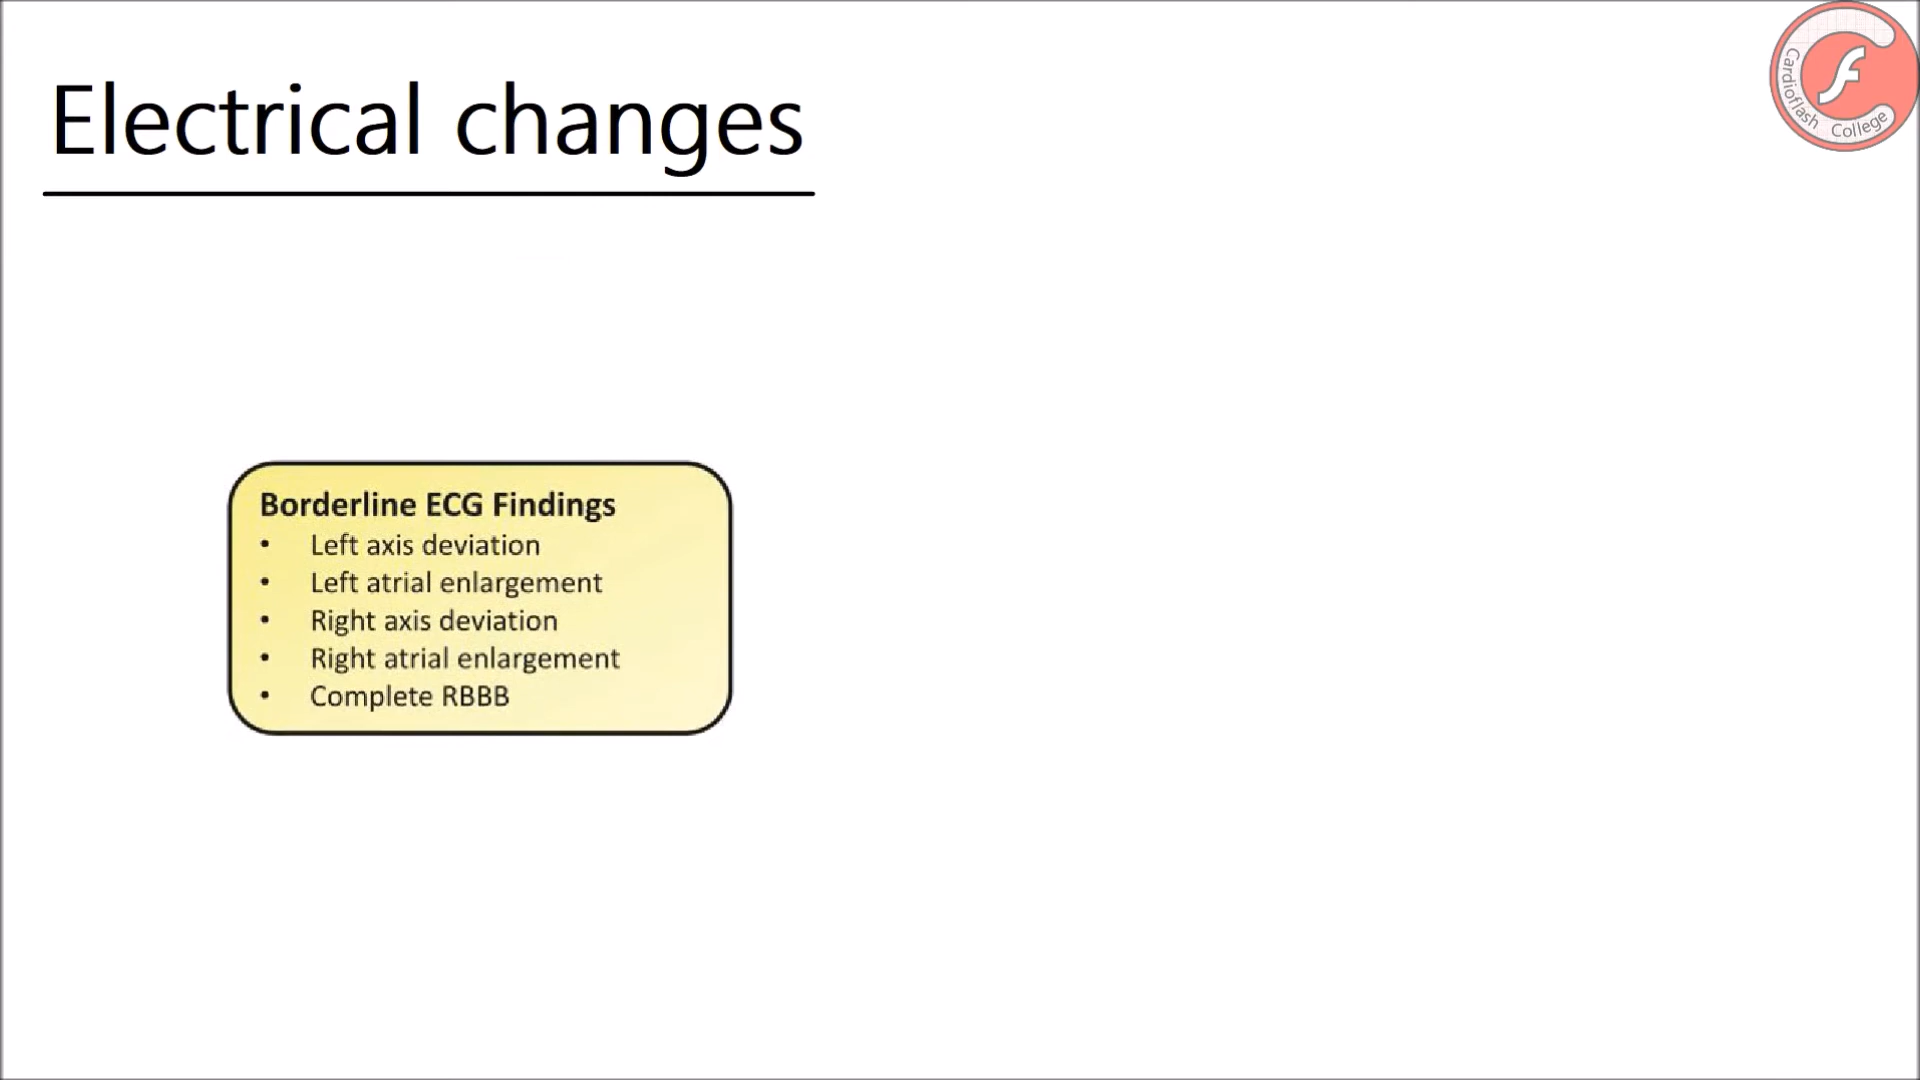 Electrical changes
Cardioflash College
Borderline ECG Findings
• Left axis deviation
• Left atrial enlargement
• Right axis deviation
• Right atrial enlargement
• Complete RBBB